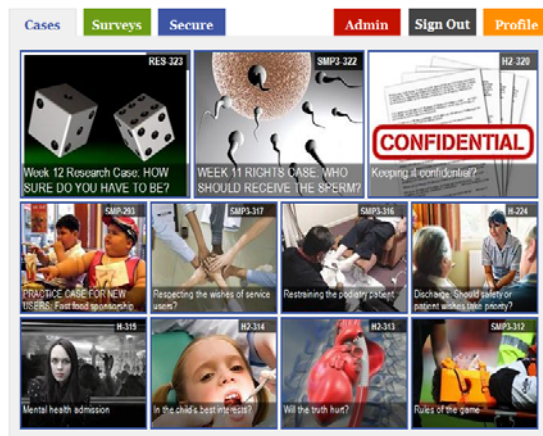 Cases
Surveys
Secure
Admin
Sign Out
Profile
RES-323
Week 12 Research Case: HOW
SURE DO YOU HAVE TO BE?
SMP3-322
WEEK 11 RIGHTS CASE: WHO
SHOULD RECEIVE THE SPERM?
H2-320
CONFIDENTIAL
Keeping it confidential?
SMP-293
PRACTICE CASE FOR NEW
USERS: Fast food sponsorship
SMP3-317
Respecting the wishes of service
users?
SMP3-316
Restraining the podiatry patient
H-224
Discharge: Should safety or
patient wishes take priority?
H-315
Mental health admission
H2-314
In the child's best interests?
H2-313
Will the truth hurt?
SMP3-312
Rules of the game